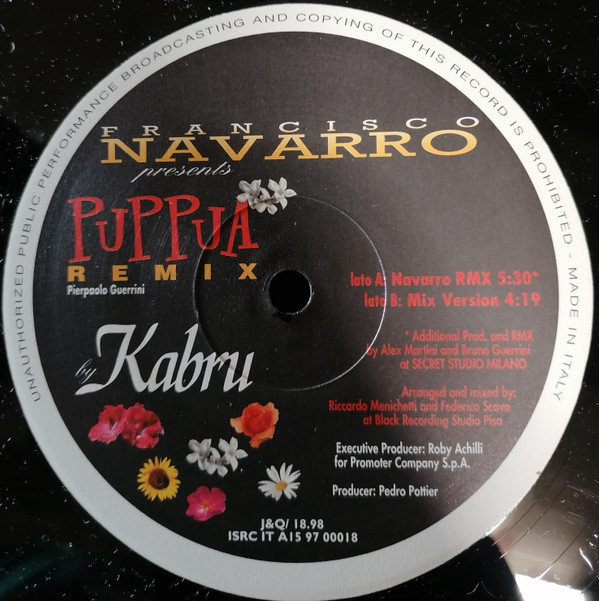 UNAUTHORIZED PUBLIC PERFORMANCE BROADCASTING AND COPYING OF THIS RECORD IS PROHIBITED - MADE IN ITALY
FRANCISCO
NAVARRO
presents
PUPPUA
REMIX
Pierpaolo Guerrini
lato A: Navarro RMX 5:30*
lato B: Mix Version 4:19
by Kabru
* Additional Prod. and RMX
by Alex Martini and Bruno Guerrini
at SECRET STUDIO MILANO
Arranged and mixed by:
Riccardo Menichetti and Federico Scavo
at Black Recording Studio Pisa
Executive Producer: Roby Achilli
for Promoter Company S.p.A.
Producer: Pedro Pottier
J&Q/ 18.98
ISRC IT A15 97 00018